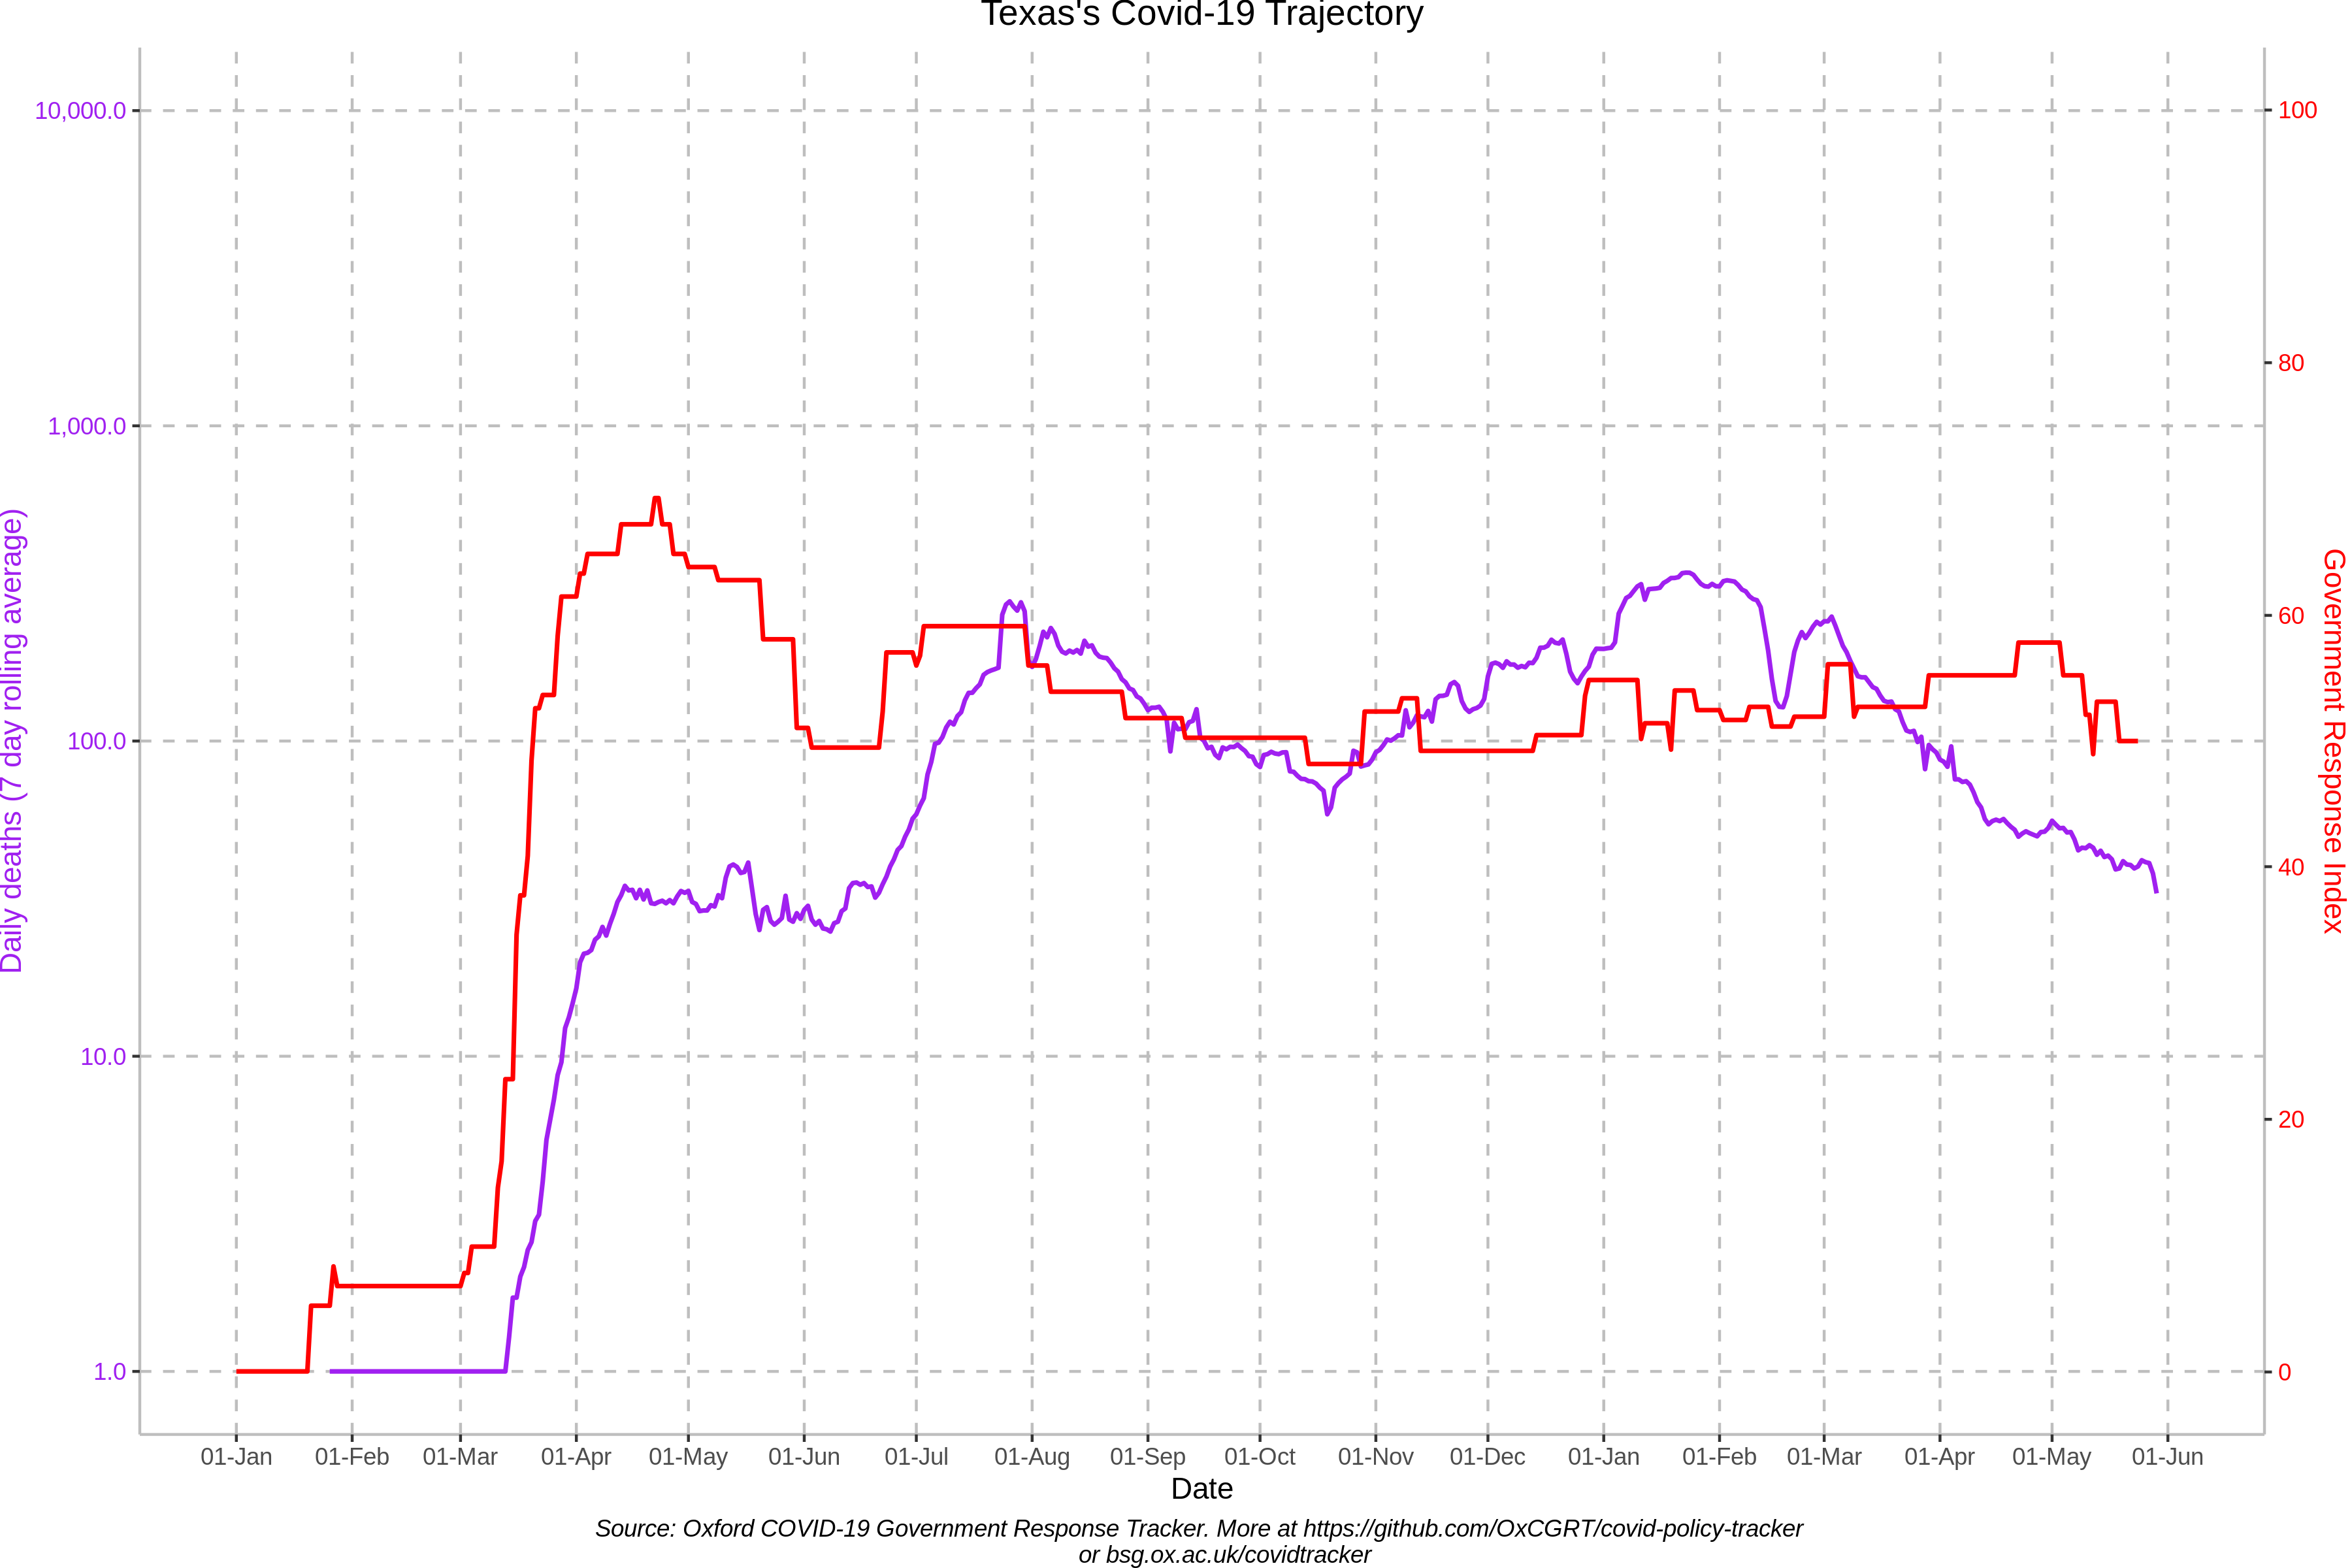 Texas's Covid-19 Trajectory
Daily deaths (7 day rolling average)
10,000.0
1,000.0
100.0
10.0
1.0
100
80
60
40
20
0
Government Response Index
01-Jan 01-Feb 01-Mar 01-Apr 01-May 01-Jun 01-Jul 01-Aug 01-Sep 01-Oct 01-Nov 01-Dec 01-Jan 01-Feb 01-Mar 01-Apr 01-May 01-Jun
Date
Source: Oxford COVID-19 Government Response Tracker. More at https://github.com/OxCGRT/covid-policy-tracker
or bsg.ox.ac.uk/covidtracker